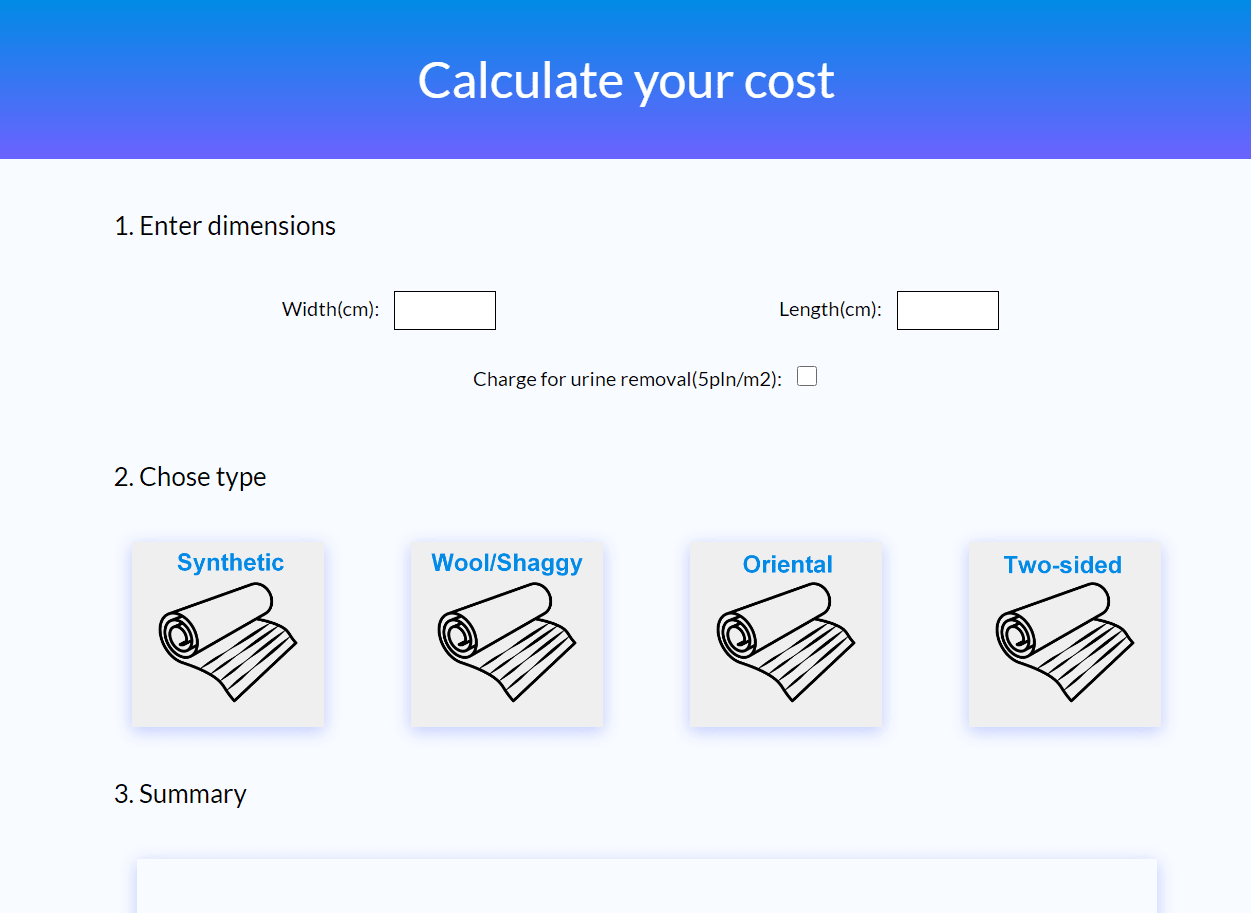 Calculate your cost
1. Enter dimensions
Width(cm):
Length(cm):
Charge for urine removal(5pln/m2):
2. Chose type
Synthetic
Wool/Shaggy
Oriental
Two-sided
3. Summary